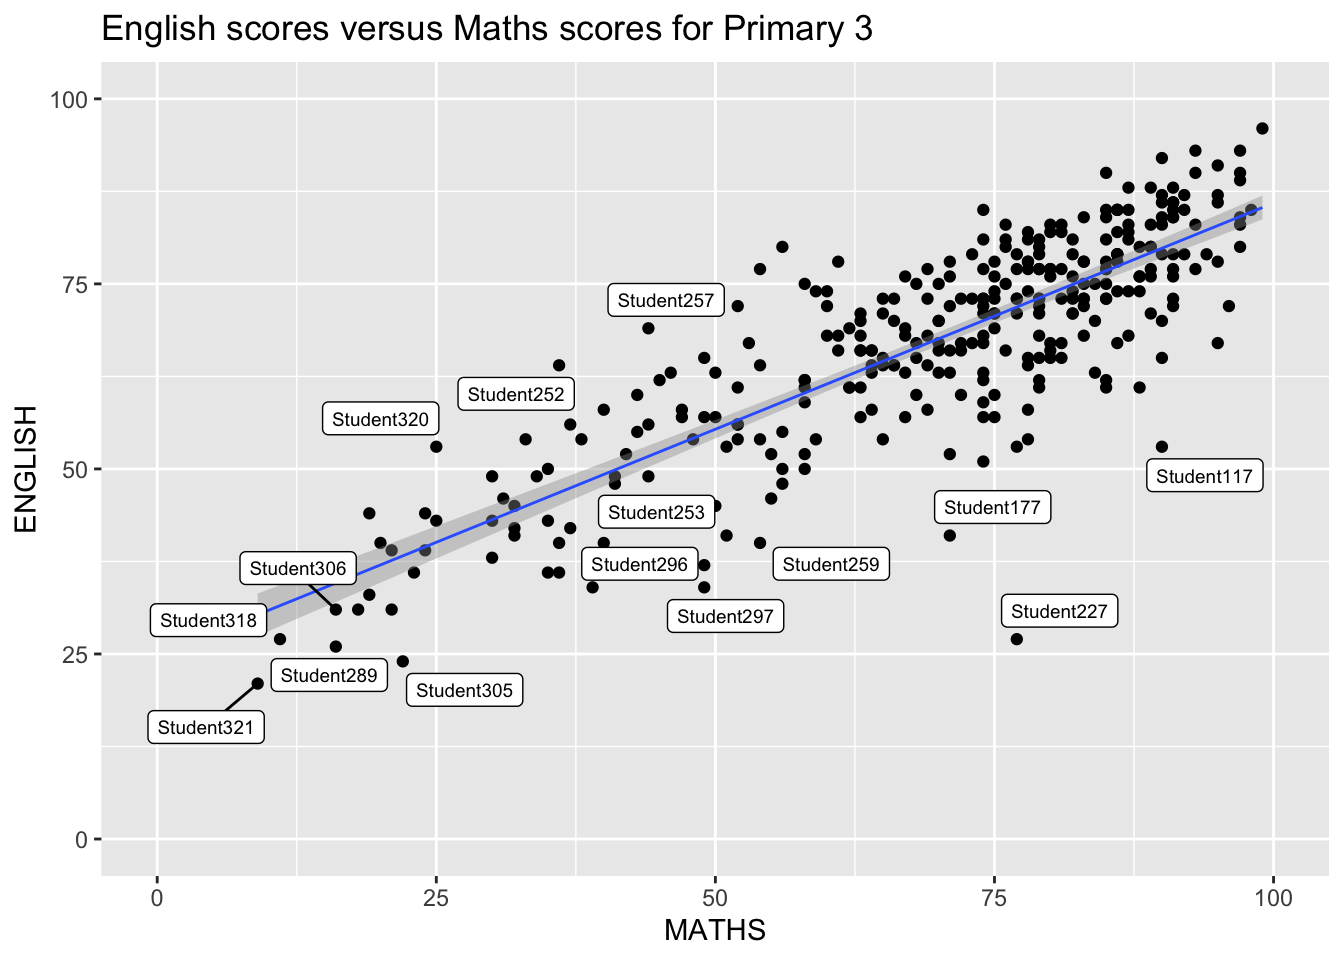 English scores versus Maths scores for Primary 3
100
75
50
25
0
ENGLISH
Student257
Student252
Student320
Student117
Student177
Student253
Student296
Student259
Student306
Student318
Student297
Student227
Student289
Student305
Student321
0
25
50
75
100
MATHS